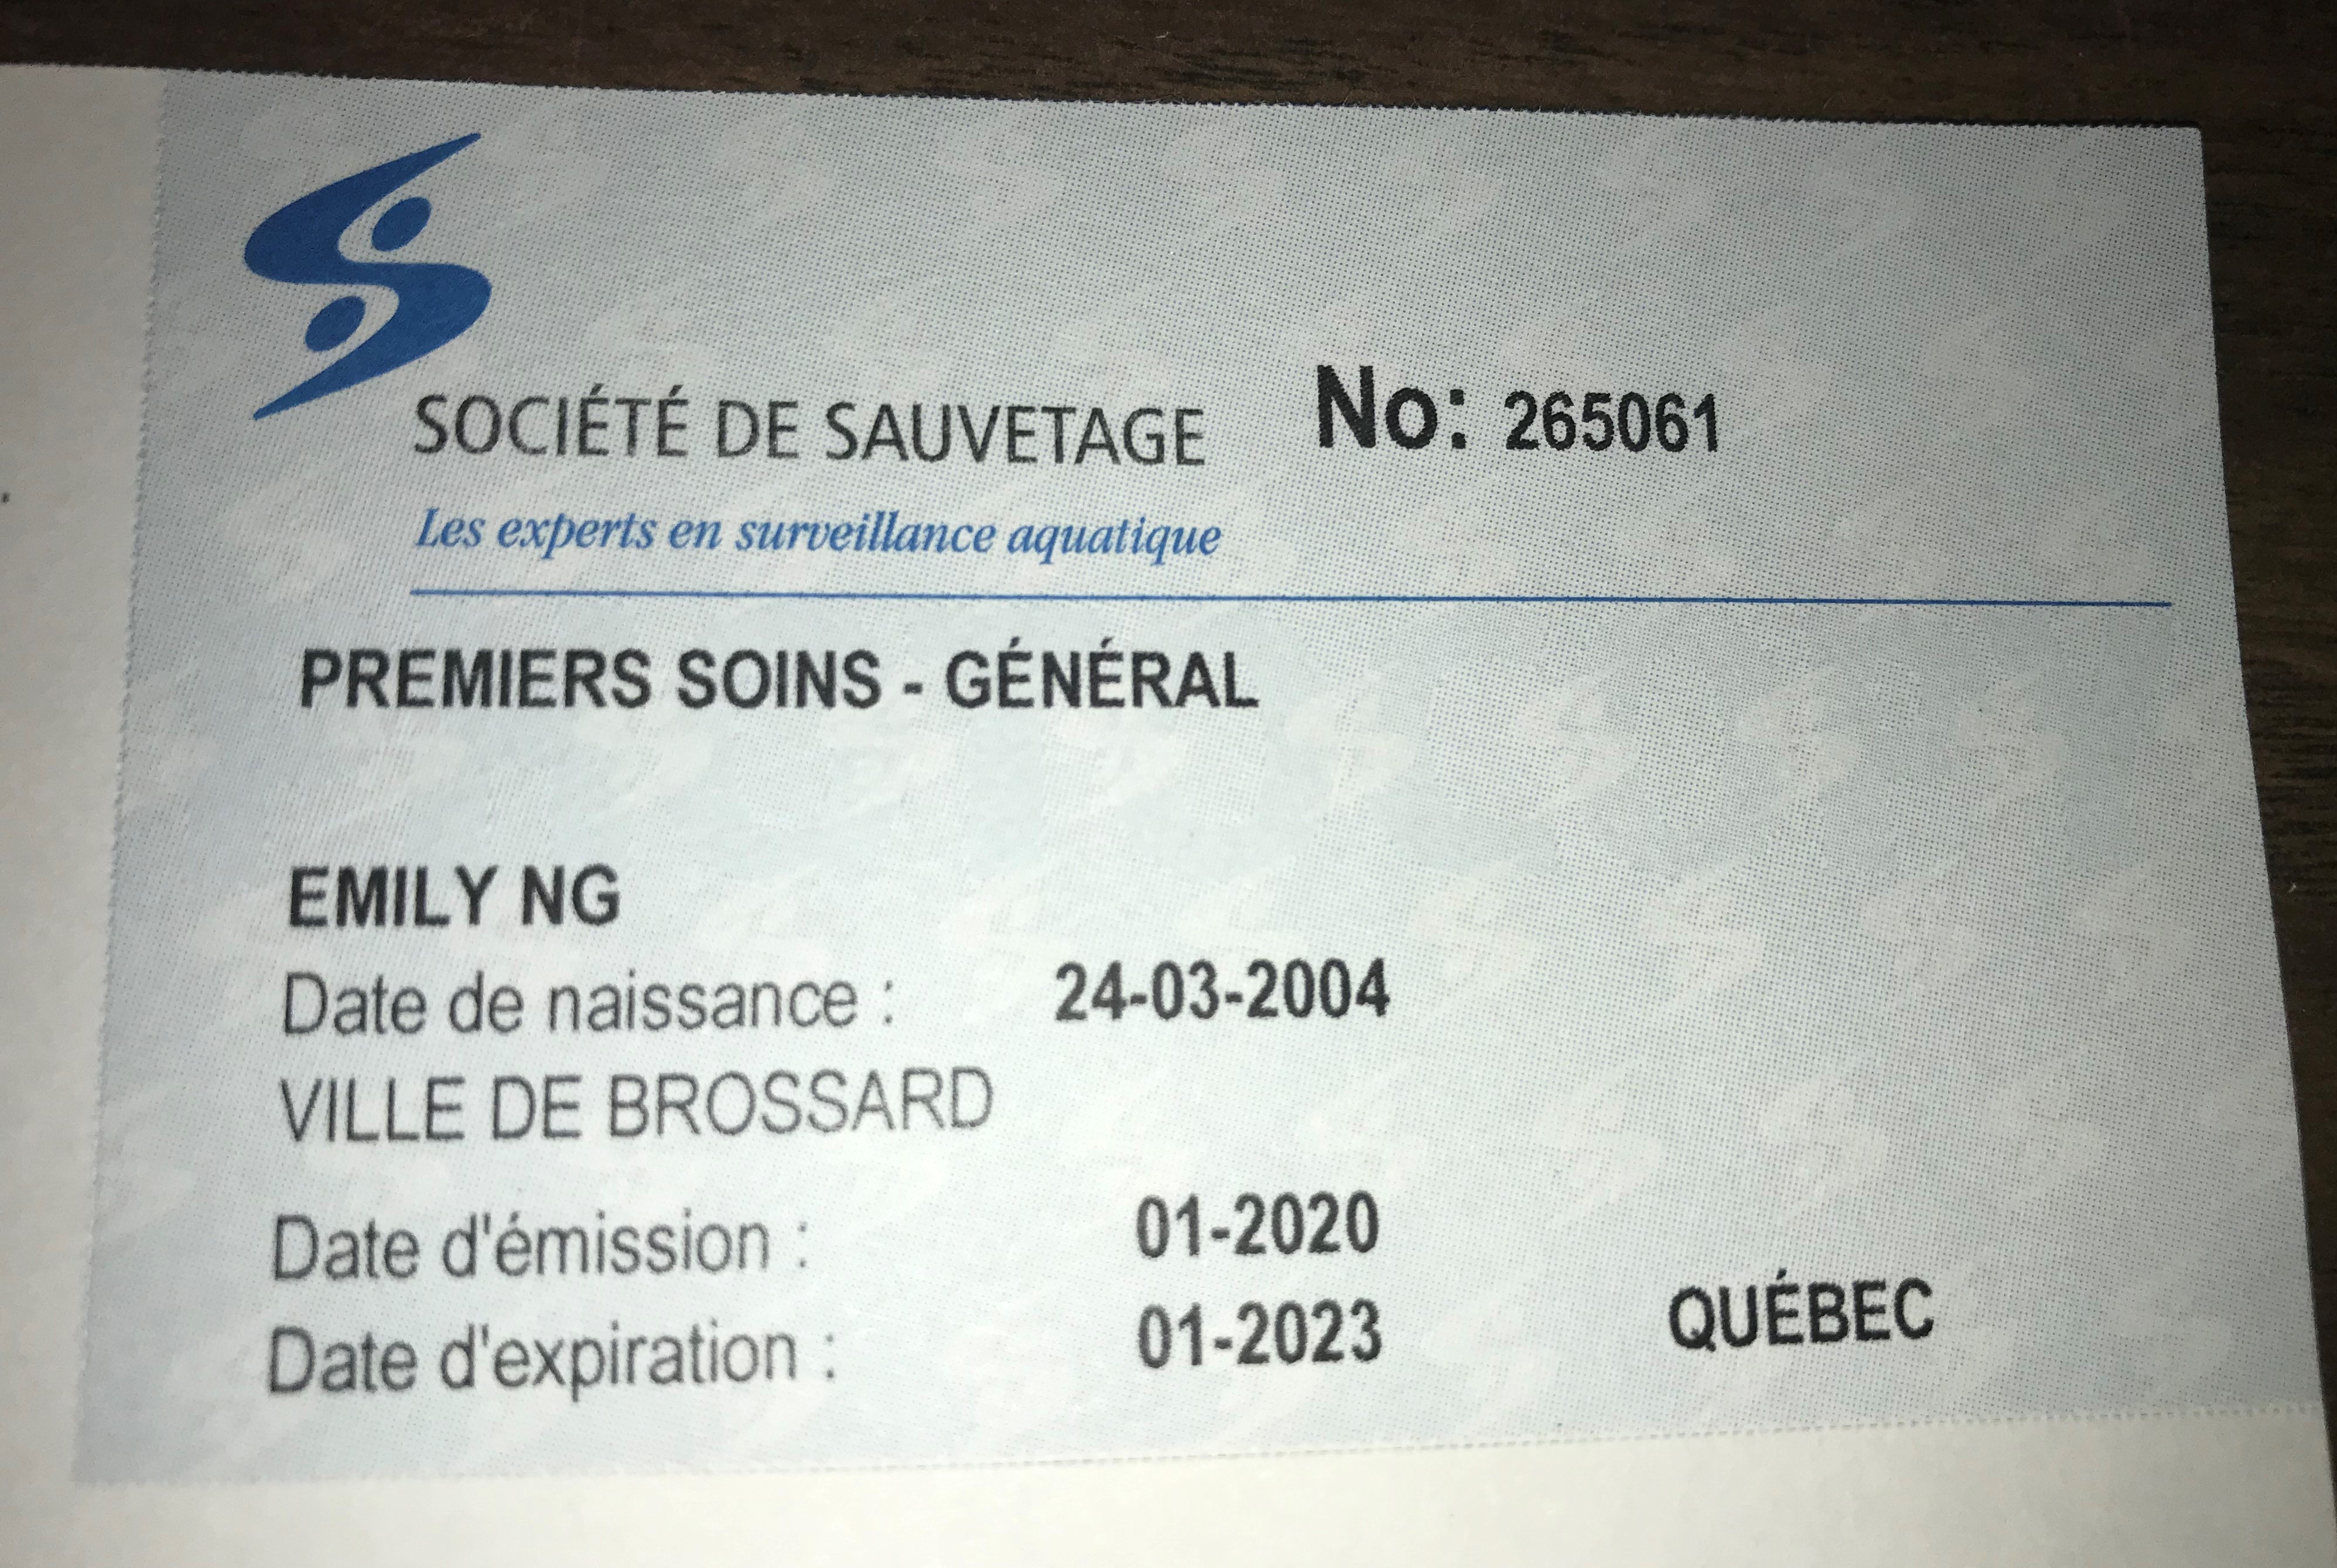 SOCIÉTÉ DE SAUVETAGE No: 265061
Les experts en surveillance aquatique
PREMIERS SOINS - GÉNÉRAL
EMILY NG
Date de naissance : 24-03-2004
VILLE DE BROSSARD
Date d'émission : 01-2020
Date d'expiration : 01-2023 QUÉBEC